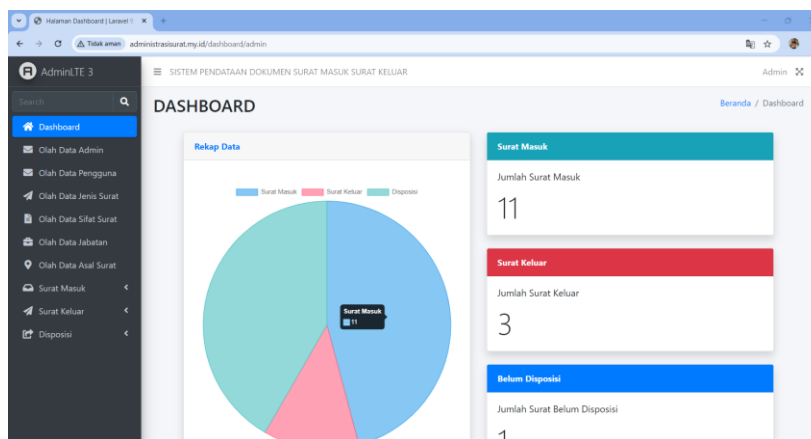 Halaman Dashboard | Laravel
Tidak aman administrasisurat.my.id/dashboard/admin
AdminLTE 3
SISTEM PENDATAAN DOKUMEN SURAT MASUK SURAT KELUAR
Admin
Search
Dashboard
Olah Data Admin
Olah Data Pengguna
Olah Data Jenis Surat
Olah Data Sifat Surat
Olah Data Jabatan
Olah Data Asal Surat
Surat Masuk
Surat Keluar
Disposisi
DASHBOARD
Beranda / Dashboard
Rekap Data
Surat Masuk Surat Keluar Disposisi
Surat Masuk
11
Surat Masuk
Jumlah Surat Masuk
11
Surat Keluar
Jumlah Surat Keluar
3
Belum Disposisi
Jumlah Surat Belum Disposisi